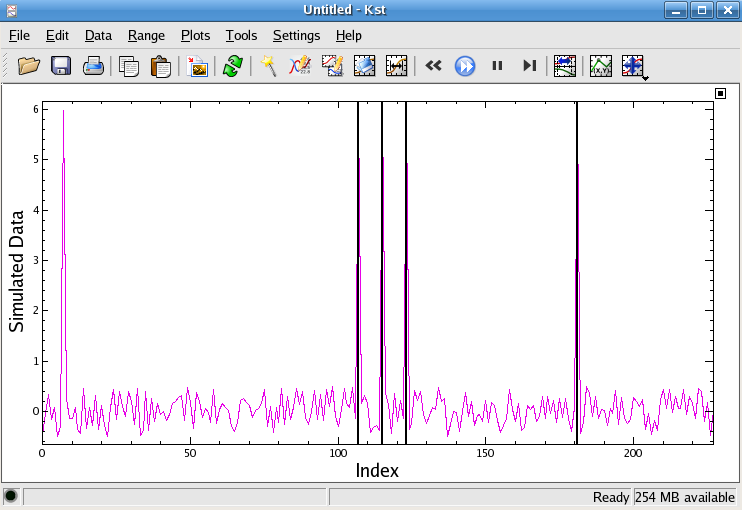 Untitled - Kst
File Edit Data Range Plots Tools Settings Help
6
5
4
3
2
1
0
Simulated Data
0 50 100 150 200
Index
Ready 254 MB available